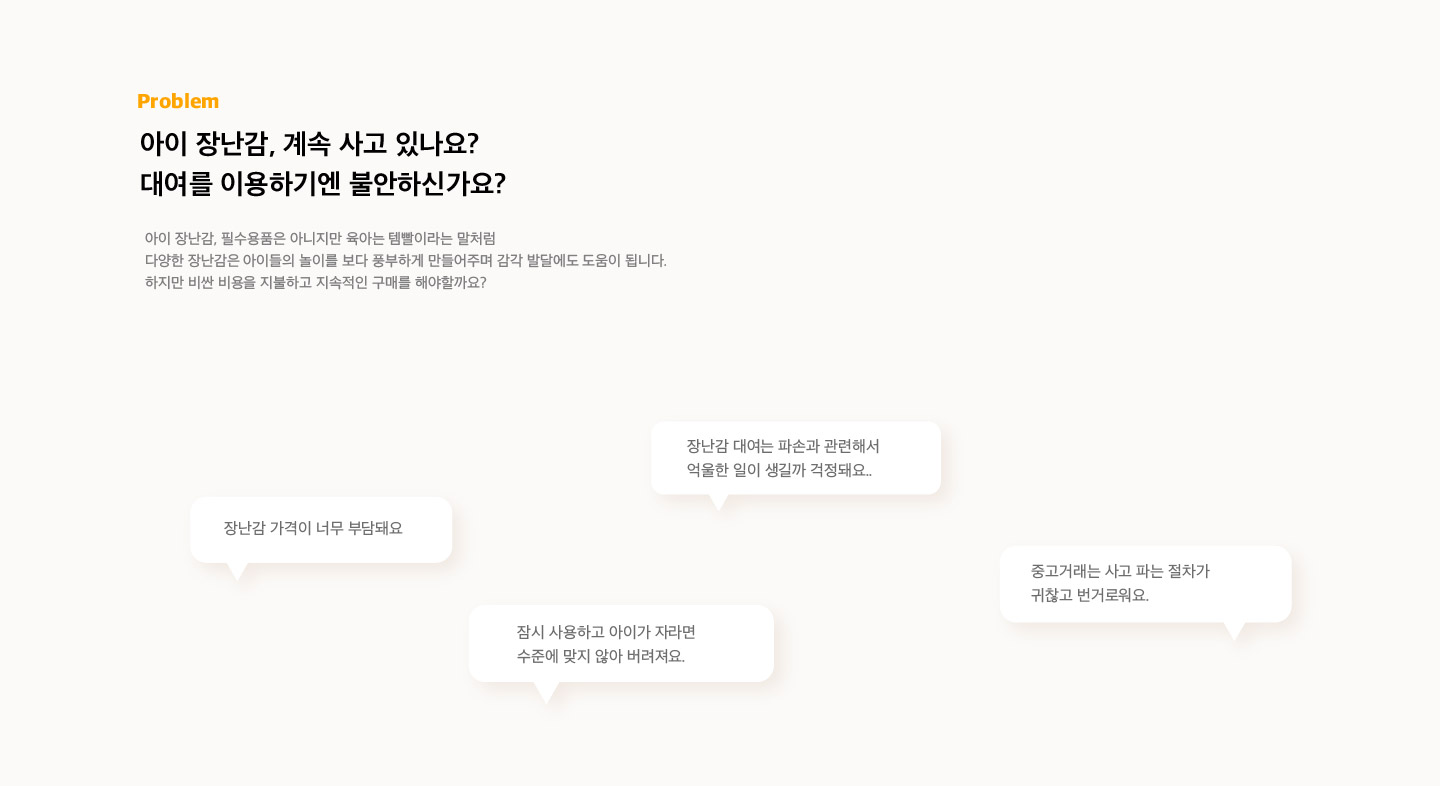 Problem
아이 장난감, 계속 사고 있나요?
대여를 이용하기엔 불안하신가요?
아이 장난감, 필수용품은 아니지만 육아는 템빨이라는 말처럼
다양한 장난감은 아이들의 놀이를 보다 풍부하게 만들어주며 감각 발달에도 도움이 됩니다.
하지만 비싼 비용을 지불하고 지속적인 구매를 해야할까요?
장난감 대여는 파손과 관련해서
억울한 일이 생길까 걱정돼요..
장난감 가격이 너무 부담돼요
중고거래는 사고 파는 절차가
귀찮고 번거로워요.
잠시 사용하고 아이가 자라면
수준에 맞지 않아 버려져요.